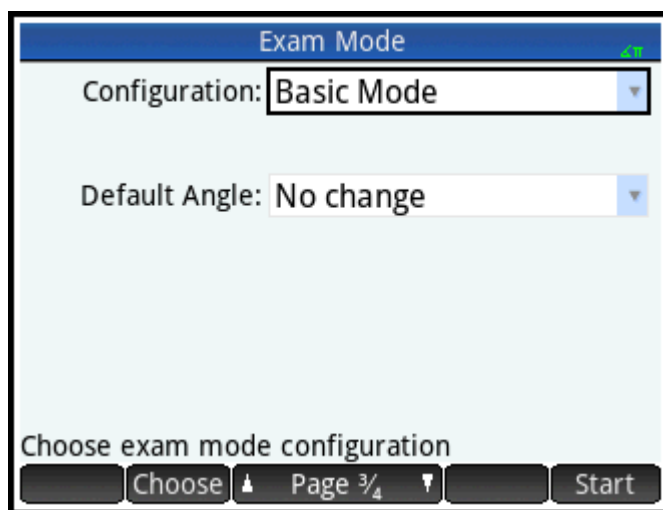 Exam Mode
∡π
Configuration: Basic Mode
Default Angle: No change
Choose exam mode configuration
Choose Page ¾ Start